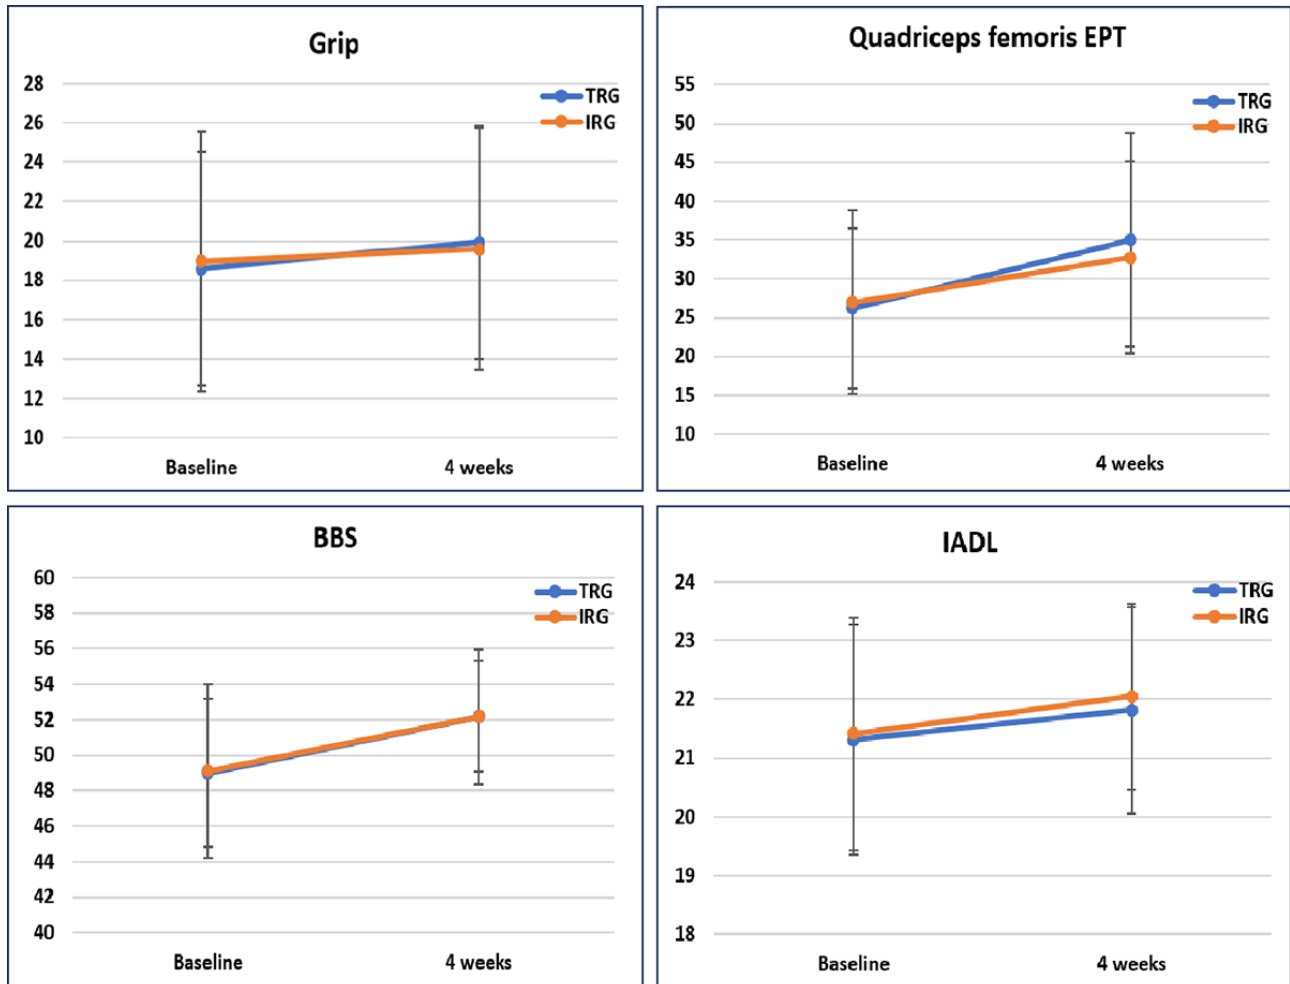 Grip
28
26
24
22
20
18
16
14
12
10
TRG
IRG
Baseline 4 weeks
Quadriceps femoris EPT
55
50
45
40
35
30
25
20
15
10
TRG
IRG
Baseline 4 weeks
BBS
60
58
56
54
52
50
48
46
44
42
40
TRG
IRG
Baseline 4 weeks
IADL
24
23
22
21
20
19
18
TRG
IRG
Baseline 4 weeks